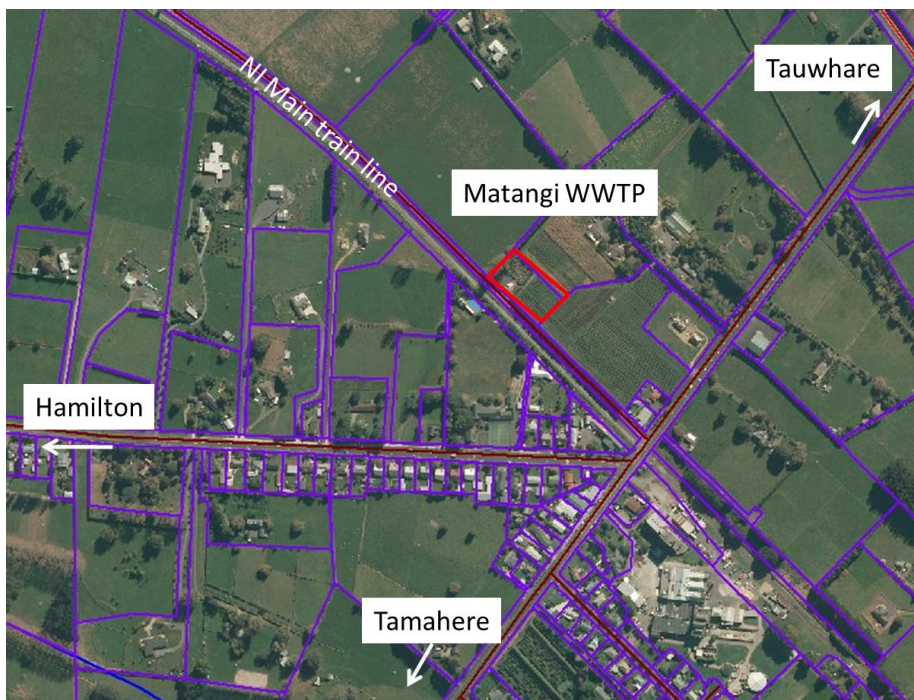 NI Main train line
Tauwhare
Matangi WWTP
Hamilton
Tamahere